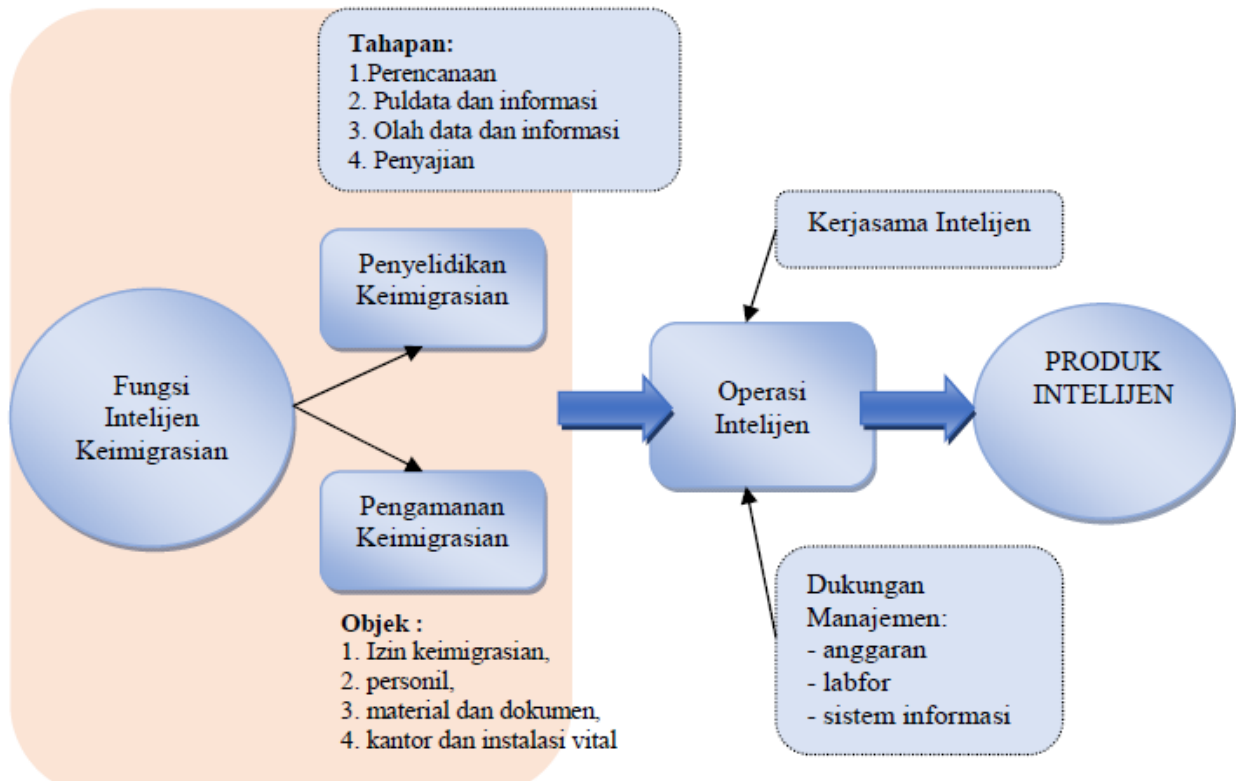 Tahapan:
1.Perencanaan
2. Puldata dan informasi
3. Olah data dan informasi
4. Penyajian
Fungsi
Intelijen
Keimigrasian
Penyelidikan
Keimigrasian
Pengamanan
Keimigrasian
Objek :
1. Izin keimigrasian,
2. personil,
3. material dan dokumen,
4. kantor dan instalasi vital
Kerjasama Intelijen
Operasi
Intelijen
Dukungan
Manajemen:
- anggaran
- labfor
- sistem informasi
PRODUK
INTELIJEN